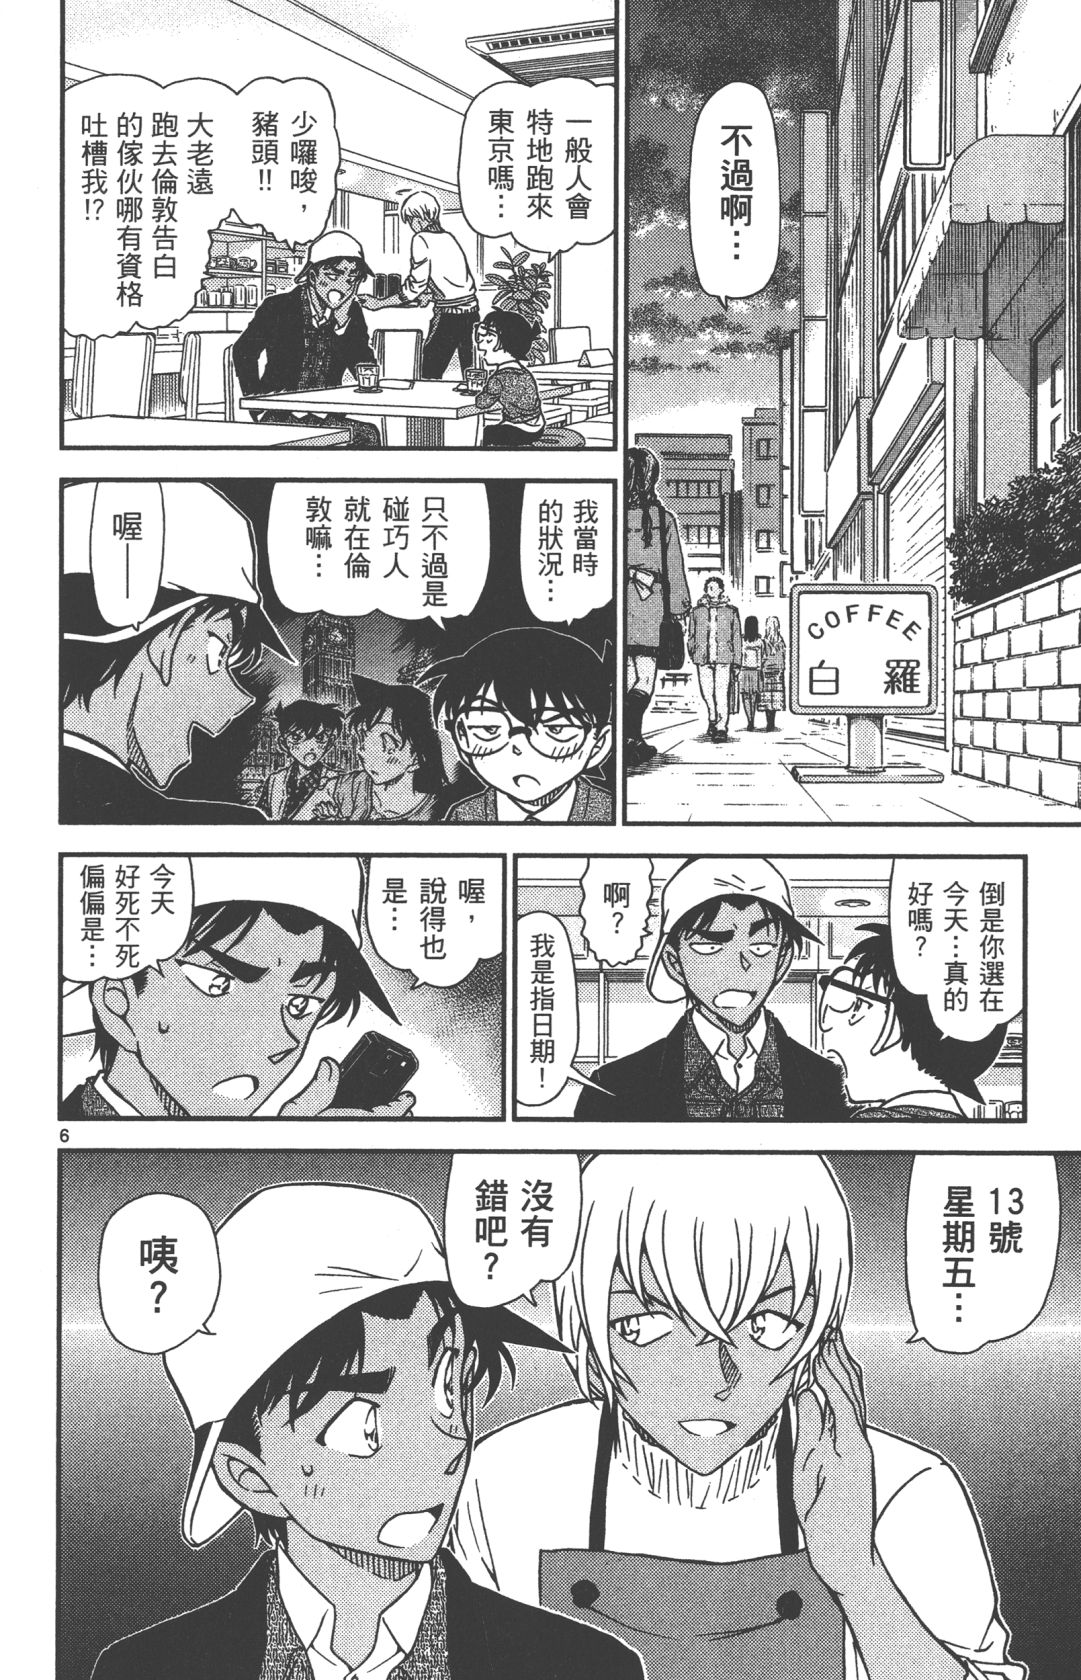 不過啊…
COFFEE
白羅
一般人會
特地跑來
東京嗎…
少囉唆，
豬頭!!
大老遠
跑去倫敦告白
的傢伙哪有資格
吐槽我!?
我當時
的狀況…
只不過是
碰巧人
就在倫
敦嘛…
喔──
倒是你選在
今天…真的
好嗎？
啊？
我是指日期！
喔，
說得也
是…
今天
好死不死
偏偏是…
6
13號
星期五…
沒有
錯吧？
咦？